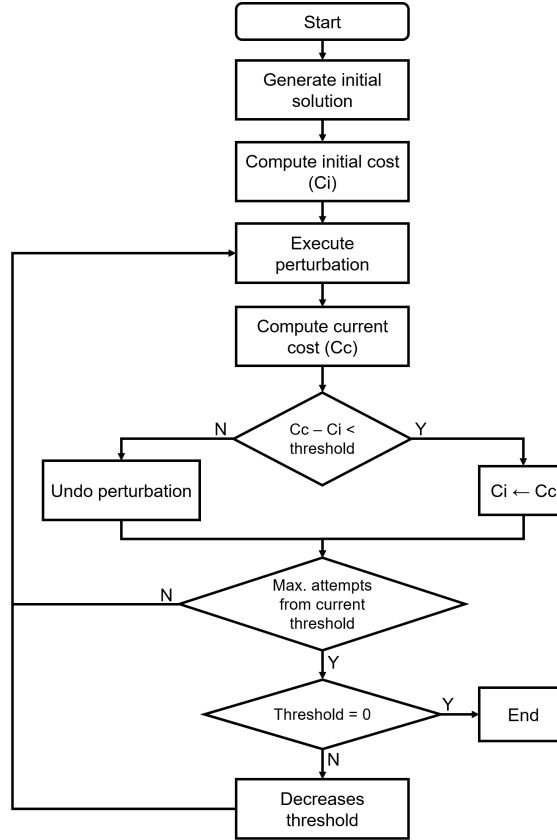 Start
Generate initial
solution
Compute initial cost
(Ci)
Execute
perturbation
Compute current
cost (Cc)
Cc – Ci <
threshold
N
Y
Undo perturbation
Ci ← Cc
Max. attempts
from current
threshold
N
Y
Threshold = 0
Y
End
N
Decreases
threshold